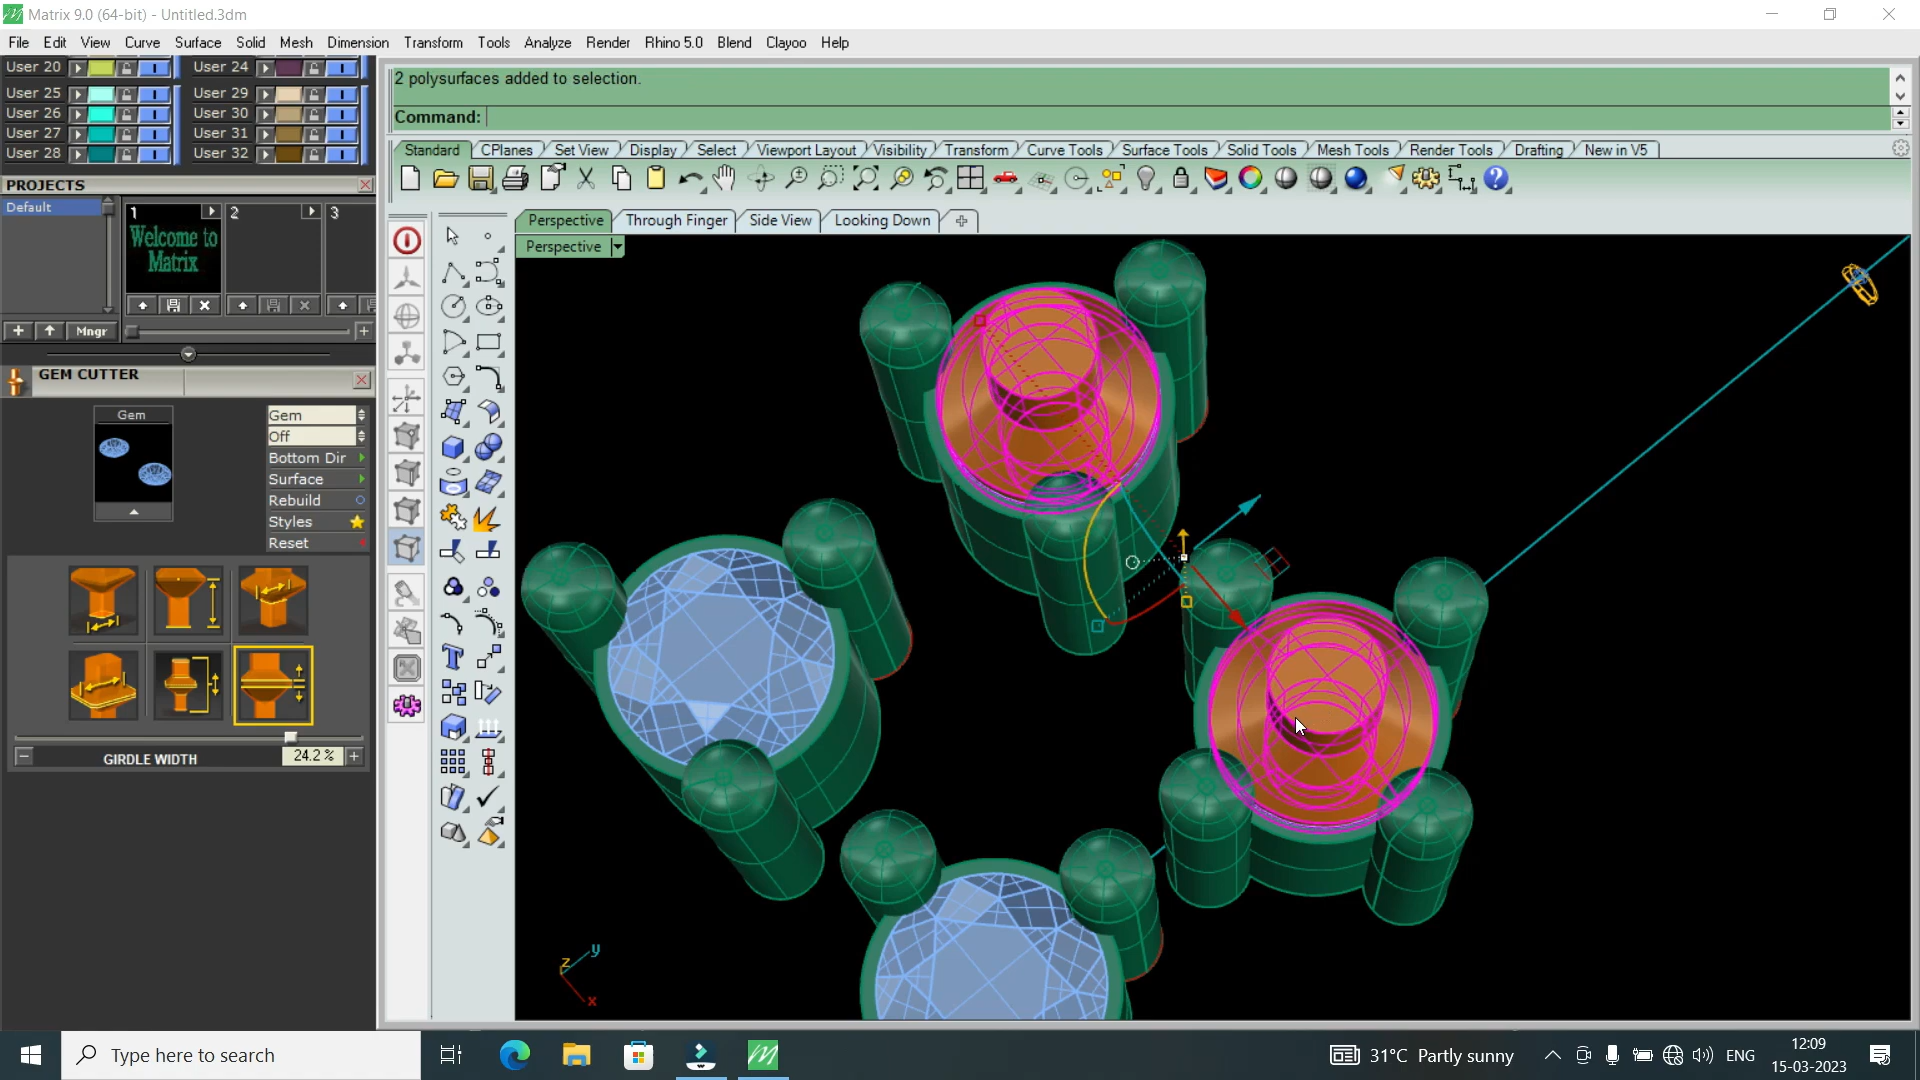 Matrix 9.0 (64-bit) - Untitled.3dm
File Edit View Curve Surface Solid Mesh Dimension Transform Tools Analyze Render Rhino 5.0 Blend Clayoo Help
User 20 User 24
User 25 User 29
User 26 User 30
User 27 User 31
User 28 User 32
2 polysurfaces added to selection.
Command:
Standard CPlanes Set View Display Select Viewport Layout Visibility Transform Curve Tools Surface Tools Solid Tools Mesh Tools Render Tools Drafting New in V5
PROJECTS
Default
1 2 3
Welcome to
Matrix
Mngr
Perspective Through Finger Side View Looking Down
Perspective
GEM CUTTER
Gem
Gem
Off
Bottom Dir
Surface
Rebuild
Styles
Reset
GIRDLE WIDTH 24.2 %
z y
x
Type here to search
31°C Partly sunny
ENG
12:09
15-03-2023